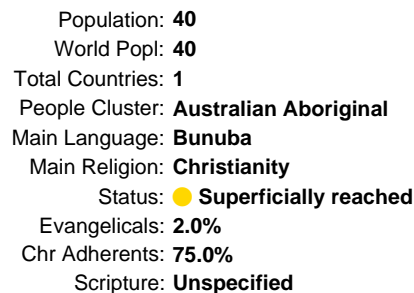 Population: 40
World Popl: 40
Total Countries: 1
People Cluster: Australian Aboriginal
Main Language: Bunuba
Main Religion: Christianity
Status: Superficially reached
Evangelicals: 2.0%
Chr Adherents: 75.0%
Scripture: Unspecified